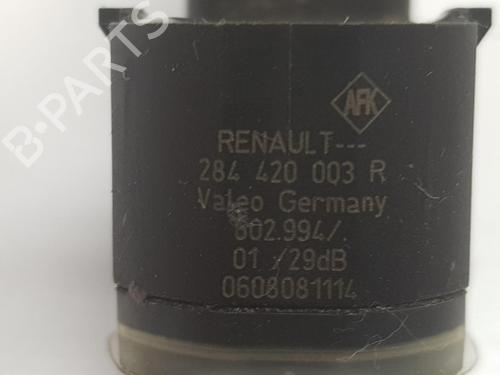 AFK
RENAULT---
284 420 003 R
Valeo Germany
602.994/.
01 /29dB
0608081114
B-PARTS